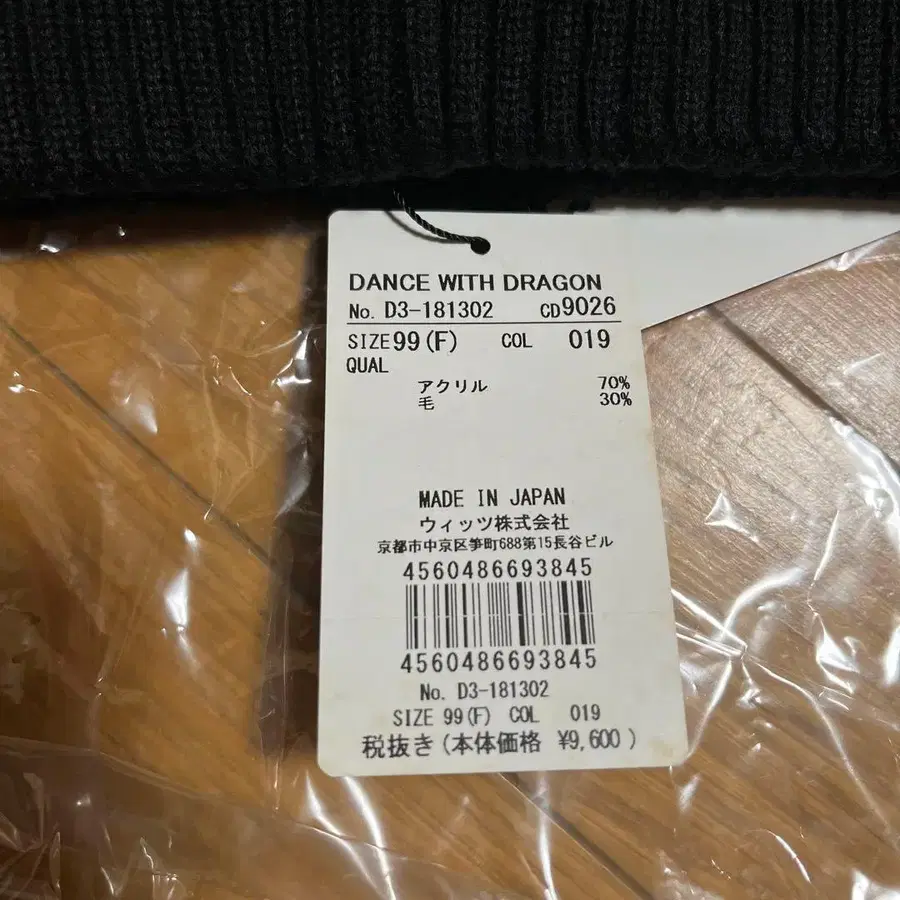 DANCE WITH DRAGON
No. D3-181302 CD9026
SIZE 99(F) COL 019
QUAL
アクリル 70%
毛 30%
MADE IN JAPAN
ウィッツ株式会社
京都市中京区笋町688第15長谷ビル
4560486693845
4560486693845
No. D3-181302
SIZE 99(F) COL 019
税抜き(本体価格 ¥9,600)